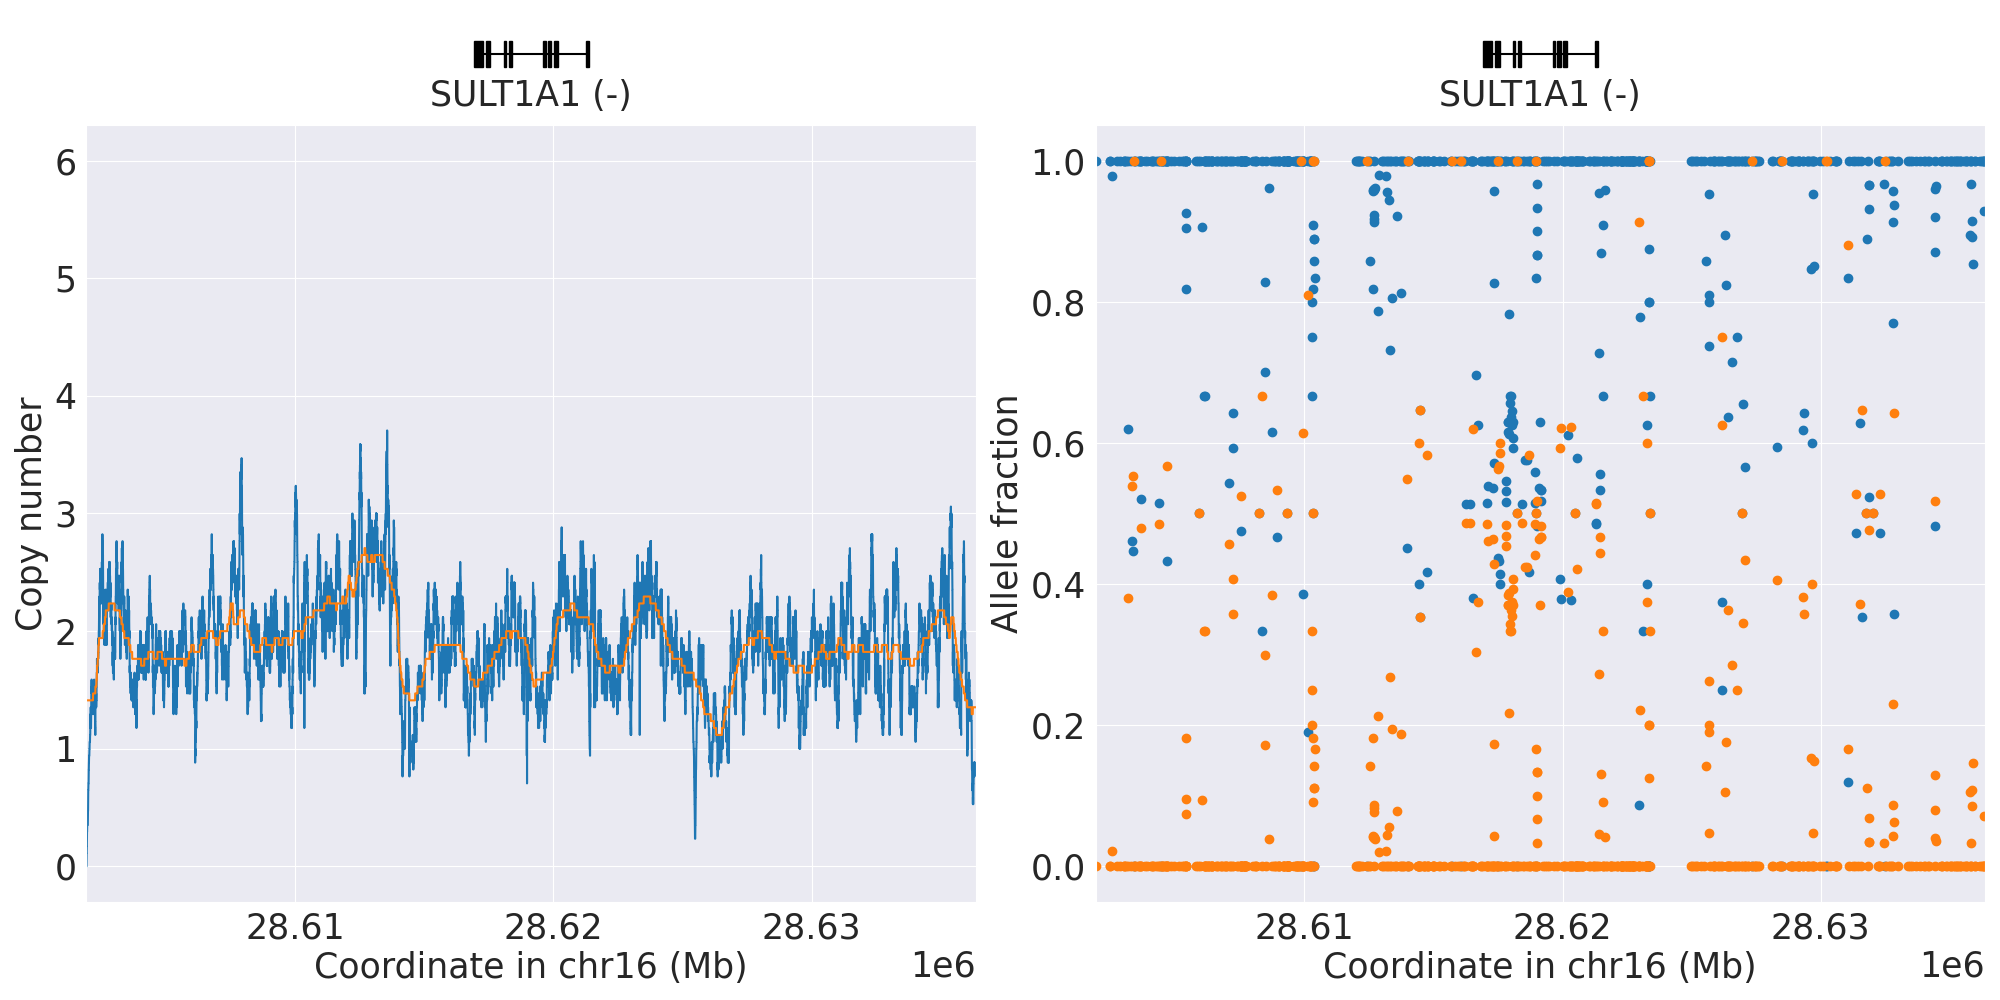 SULT1A1 (-)
SULT1A1 (-)
Copy number
6
5
4
3
2
1
0
28.61
28.62
28.63
Coordinate in chr16 (Mb)
1e6
Allele fraction
1.0
0.8
0.6
0.4
0.2
0.0
28.61
28.62
28.63
Coordinate in chr16 (Mb)
1e6